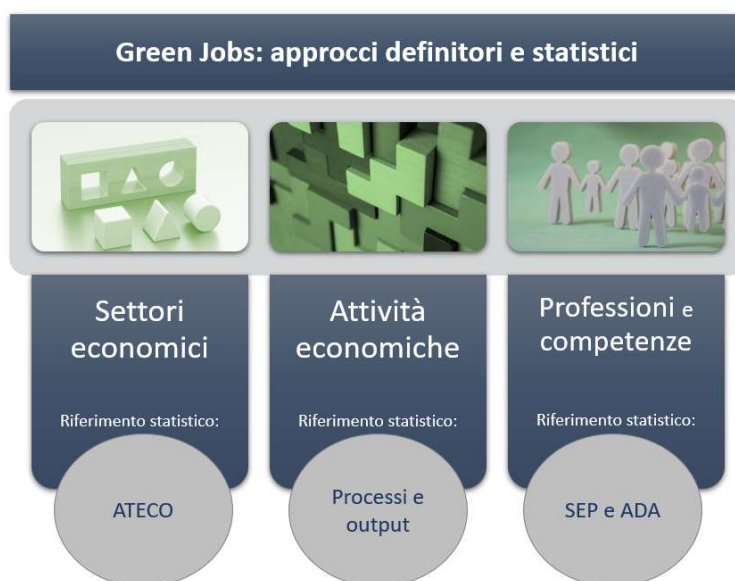 Green Jobs: approcci definitori e statistici
Settori
economici
Riferimento statistico:
ATECO
Attività
economiche
Riferimento statistico:
Processi e
output
Professioni e
competenze
Riferimento statistico:
SEP e ADA